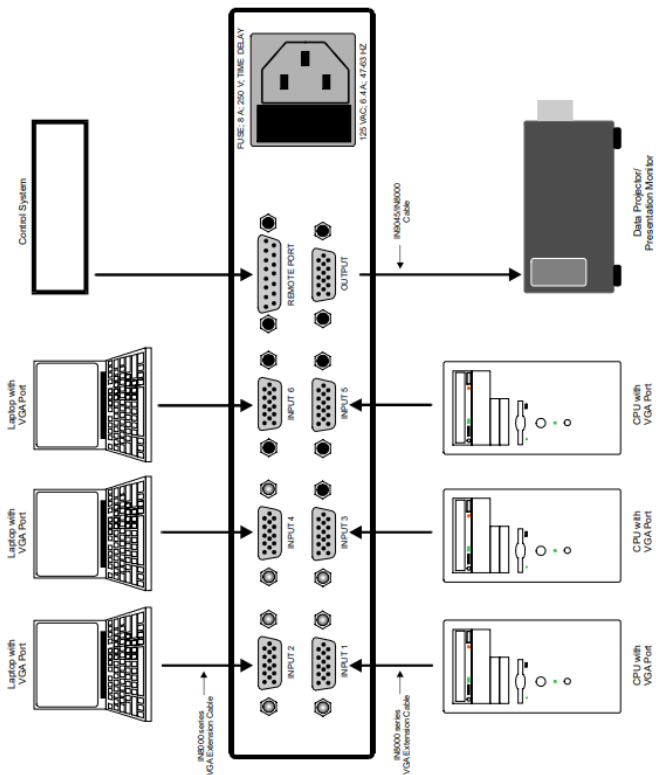 FUSE; 8 A; 250 V; TIME DELAY
125 VAC; 6.4 A; 47-63 HZ
Control System
REMOTE PORT
OUTPUT
IN9045/IN8000
Cable
Data Projector/
Presentation Monitor
Laptop with
VGA Port
INPUT 6
INPUT 5
CPU with
VGA Port
Laptop with
VGA Port
INPUT 4
INPUT 3
CPU with
VGA Port
Laptop with
VGA Port
INPUT 2
INPUT 1
CPU with
VGA Port
IN8000 series
VGA Extension Cable
IN8000 series
VGA Extension Cable